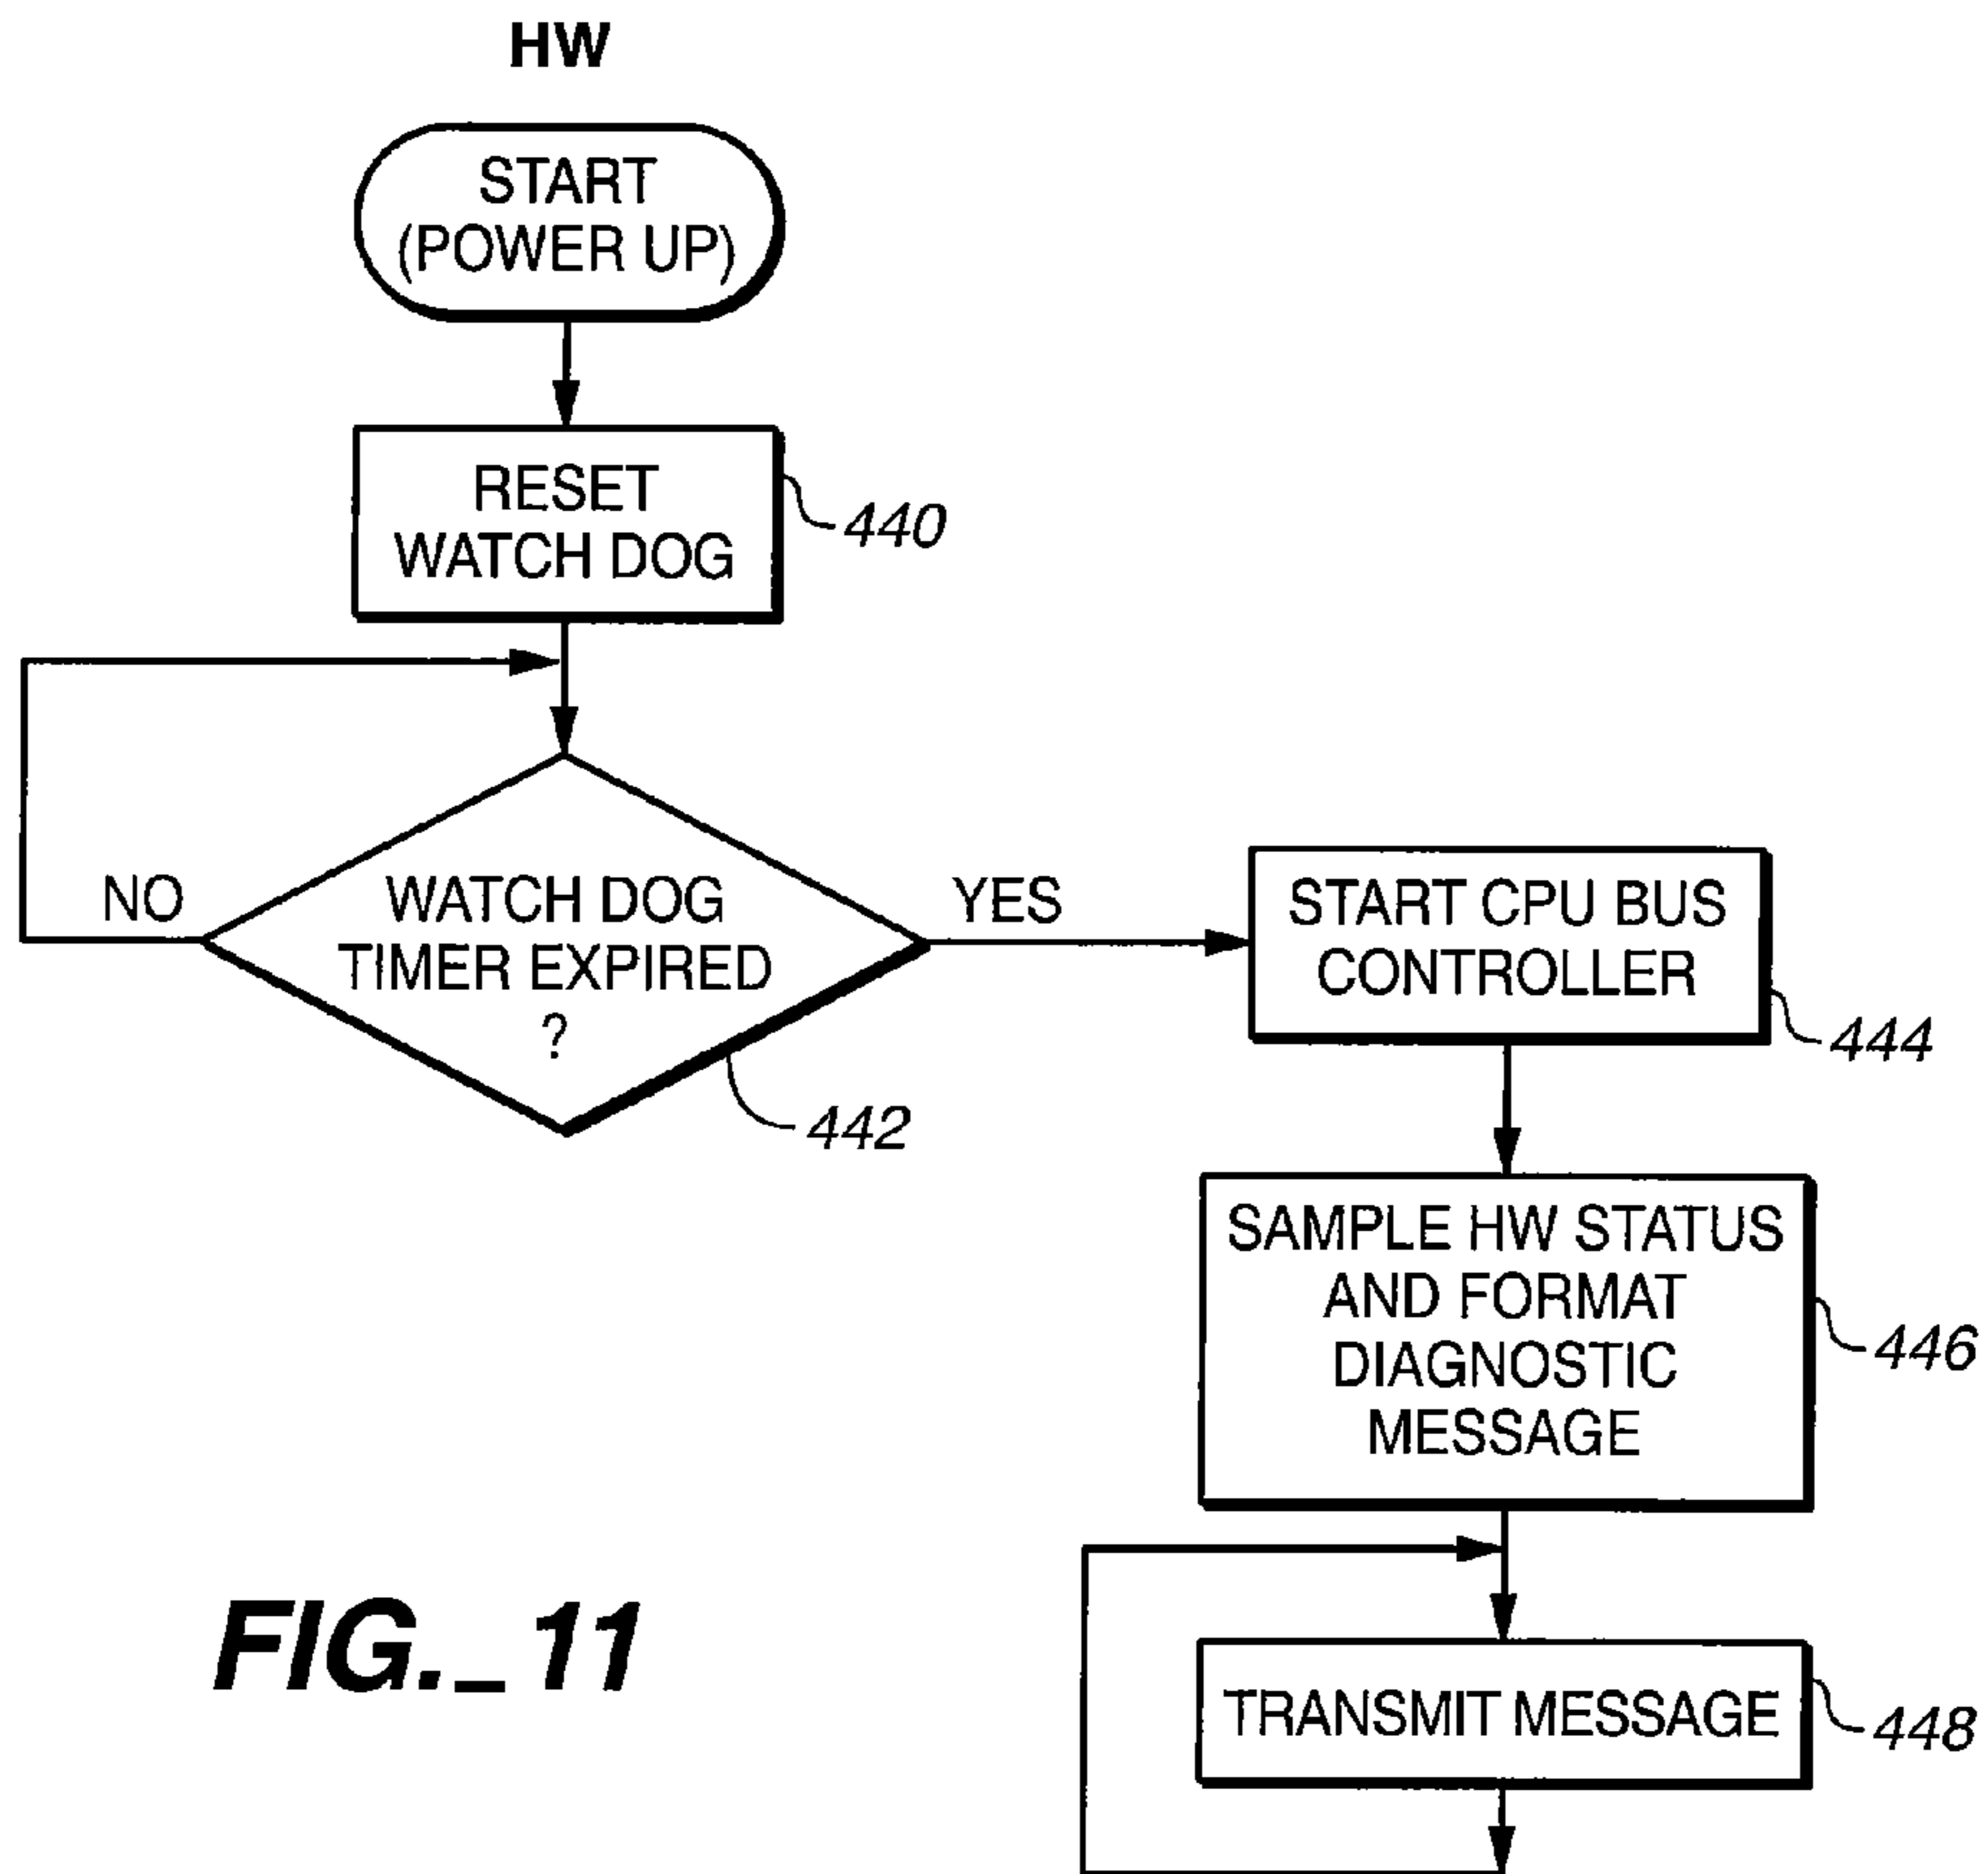 HW
START
(POWER UP)
RESET
WATCH DOG
440
NO
WATCH DOG
TIMER EXPIRED
?
YES
442
START CPU BUS
CONTROLLER
444
SAMPLE HW STATUS
AND FORMAT
DIAGNOSTIC
MESSAGE
446
TRANSMIT MESSAGE
448
FIG._11